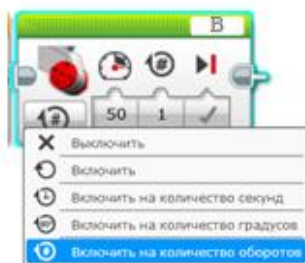 B
50 1
Выключить
Включить
Включить на количество секунд
Включить на количество градусов
Включить на количество оборотов